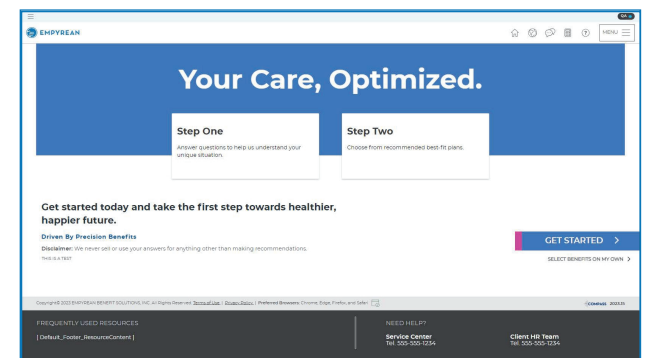 QA
EMPYREAN
MENU
Your Care, Optimized.
Step One
Answer questions to help us understand your
unique situation.
Step Two
Choose from recommended best-fit plans.
Get started today and take the first step towards healthier,
happier future.
Driven By Precision Benefits
Disclaimer: We never sell or use your answers for anything other than making recommendations.
THIS IS A TEST
GET STARTED
SELECT BENEFITS ON MY OWN
Copyright© 2023 EMPYREAN BENEFIT SOLUTIONS, INC. All Rights Reserved. Terms of Use | Privacy Policy | Preferred Browsers: Chrome, Edge, Firefox, and Safari
COMPASS 2023.15
FREQUENTLY USED RESOURCES
[ Default_Footer_ResourceContent ]
NEED HELP?
Service Center
Tel. 555-555-1234
Client HR Team
Tel. 555-555-1234